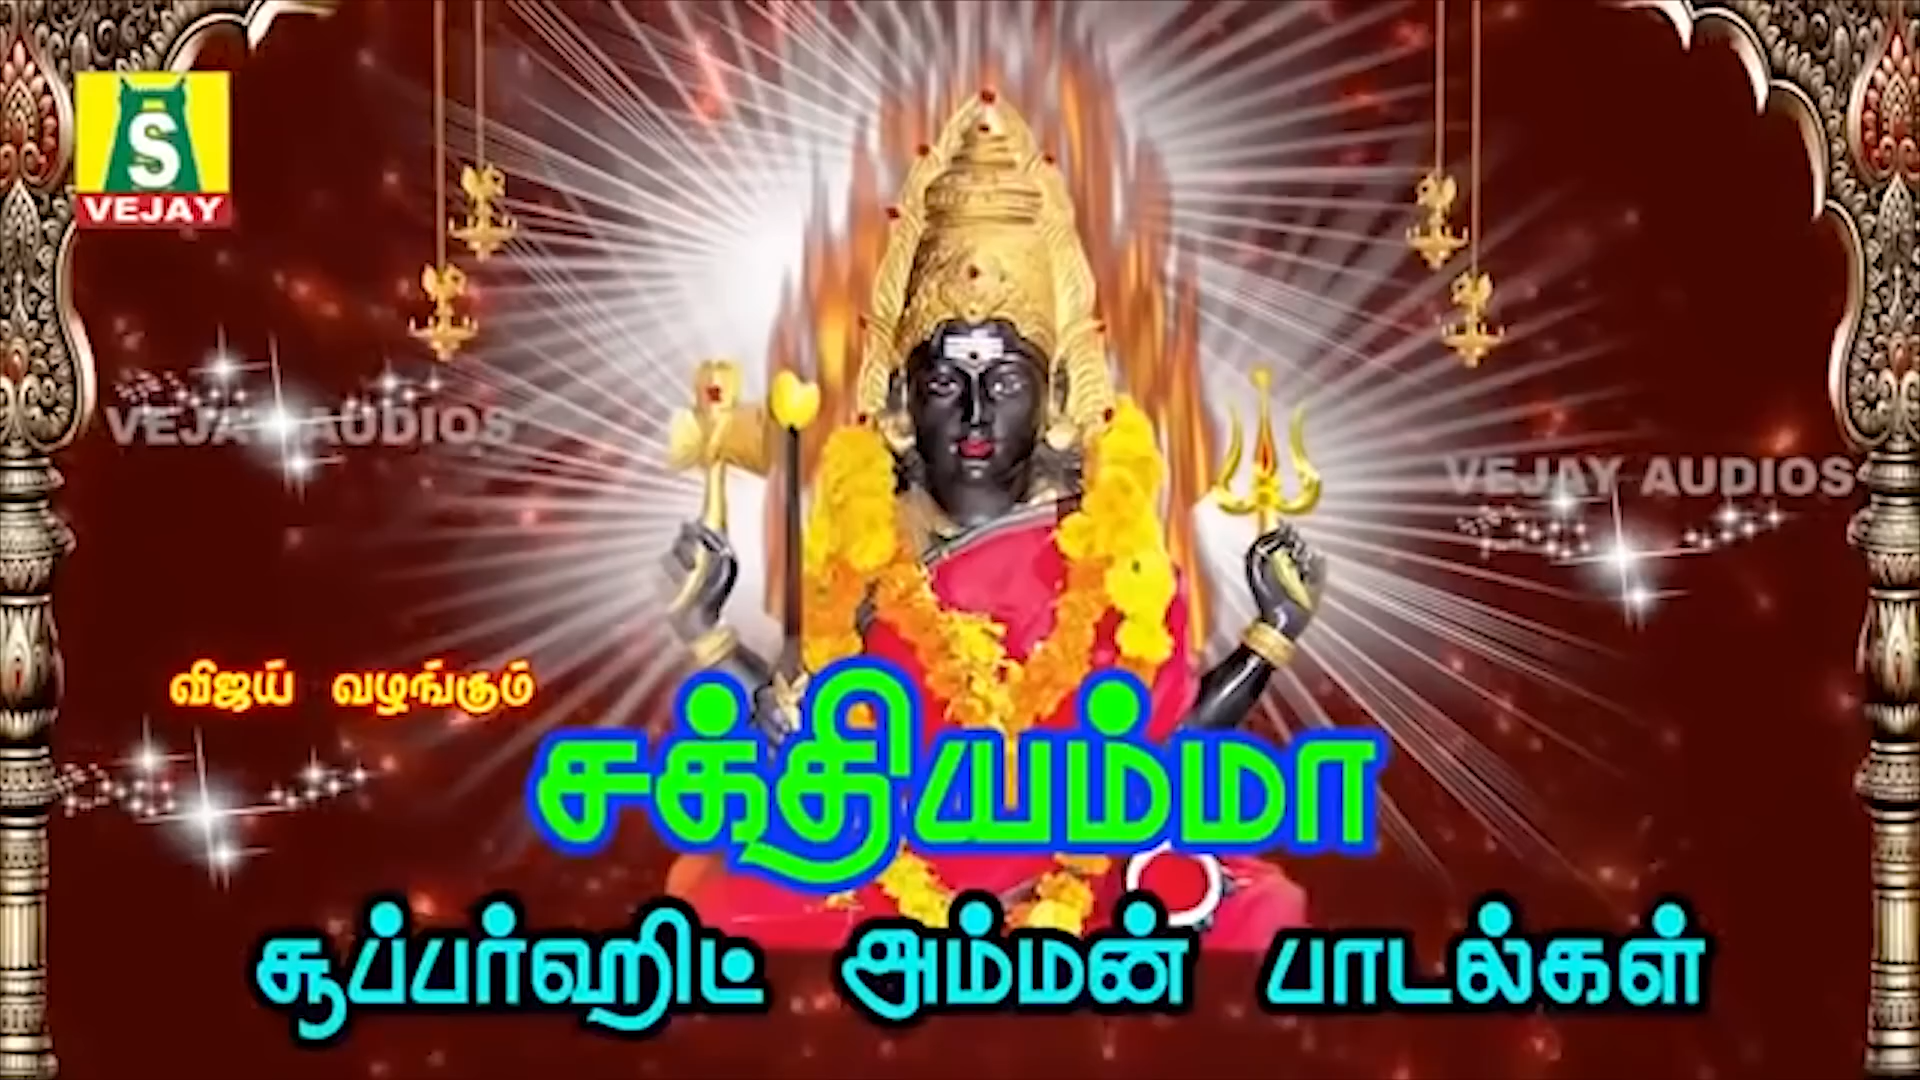 S
VEJAY
VEJAY AUDIOS
VEJAY AUDIOS
விஜய் வழங்கும்
சக்தியம்மா
சூப்பர்ஹிட் அம்மன் பாடல்கள்